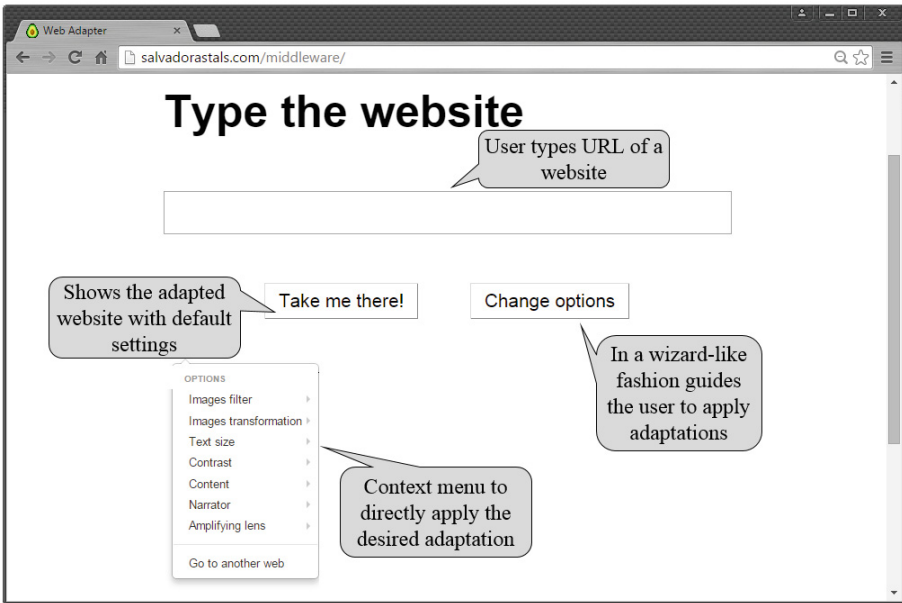 Web Adapter
salvadorastals.com/middleware/
Type the website
User types URL of a
website
Shows the adapted
website with default
settings
Take me there!
Change options
In a wizard-like
fashion guides
the user to apply
adaptations
OPTIONS
Images filter
Images transformation
Text size
Contrast
Content
Narrator
Amplifying lens
Go to another web
Context menu to
directly apply the
desired adaptation